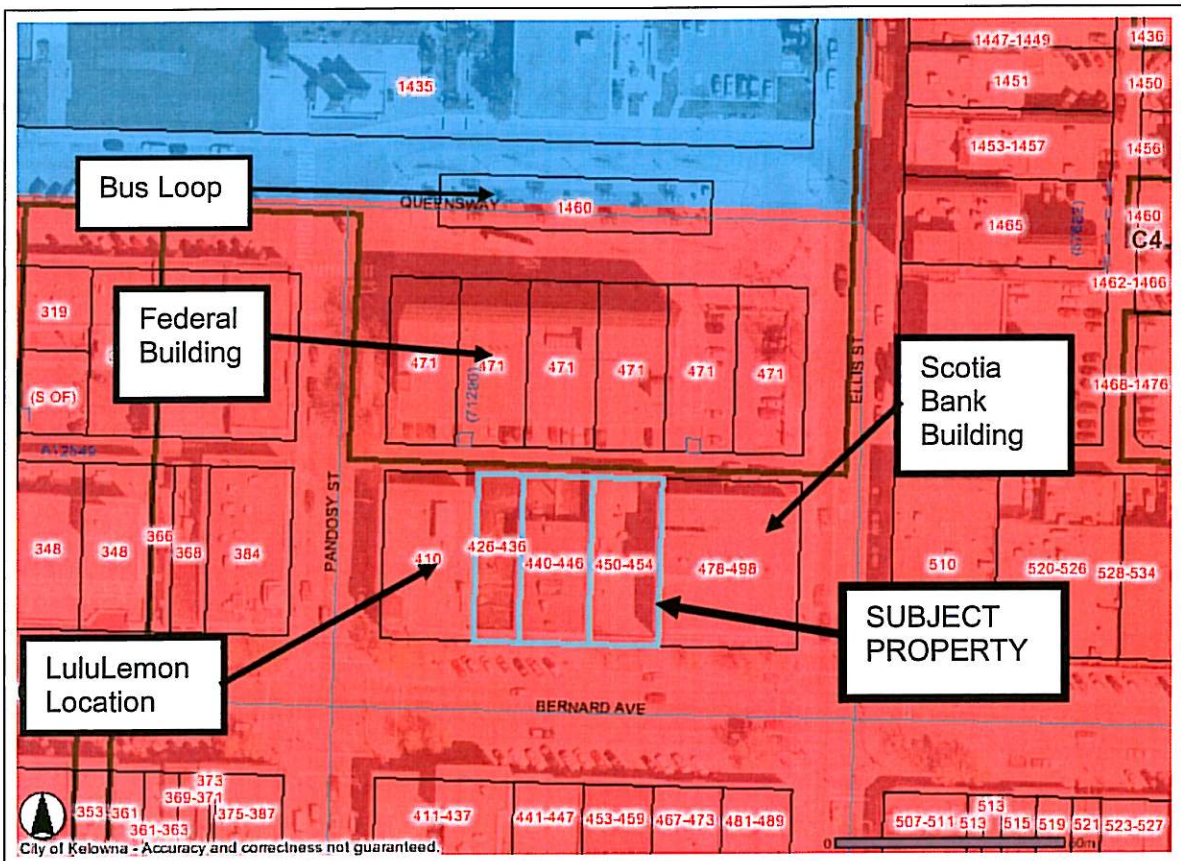 1447-1449
1436
1435
1451
1450
1453-1457
1456
Bus Loop
QUEENSWAY
1460
1465
1460
C4
1462-1466
319
Federal
Building
471
471
471
471
471
471
(71290)
ELLIS ST
Scotia
Bank
Building
1468-1476
(S OF)
A12549
PANDOSY ST
348
348
366
368
384
410
426-436
440-446
450-454
478-498
510
520-526
528-534
SUBJECT
PROPERTY
LuluLemon
Location
BERNARD AVE
353
361
361-363
369-371
373
375-387
411-437
441-447
453-459
467-473
481-489
507-511
513
513
515
519
521
523-527
0
60m
City of Kelowna - Accuracy and correctness not guaranteed.